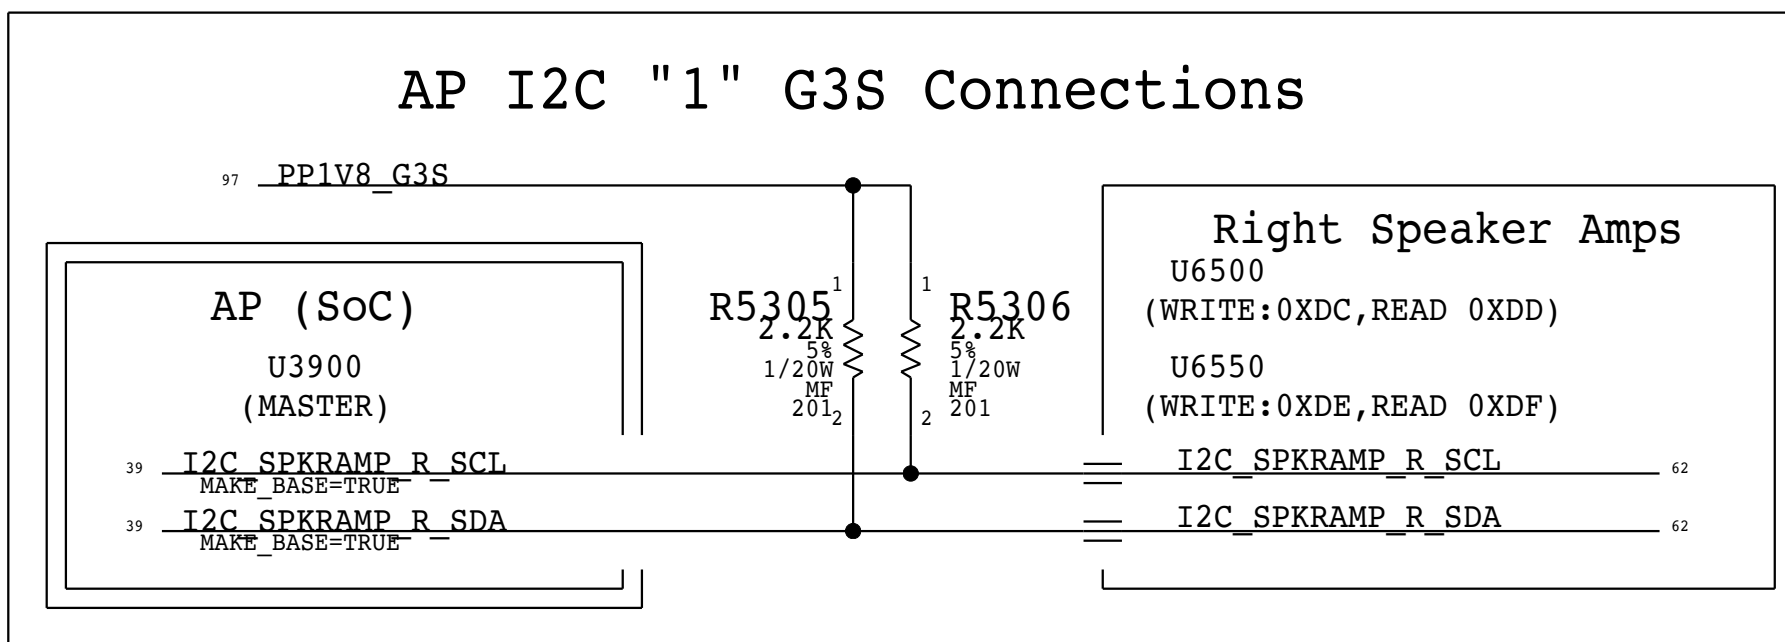 AP I2C "1" G3S Connections
97 PP1V8_G3S
Right Speaker Amps
U6500
(WRITE:0XDC,READ 0XDD)
U6550
(WRITE:0XDE,READ 0XDF)
AP (SoC)
U3900
(MASTER)
1
R5305
2.2K
5%
1/20W
MF
201
2
1
R5306
2.2K
5%
1/20W
MF
201
2
39 I2C_SPKRAMP_R_SCL
MAKE_BASE=TRUE
I2C_SPKRAMP_R_SCL 62
39 I2C_SPKRAMP_R_SDA
MAKE_BASE=TRUE
I2C_SPKRAMP_R_SDA 62